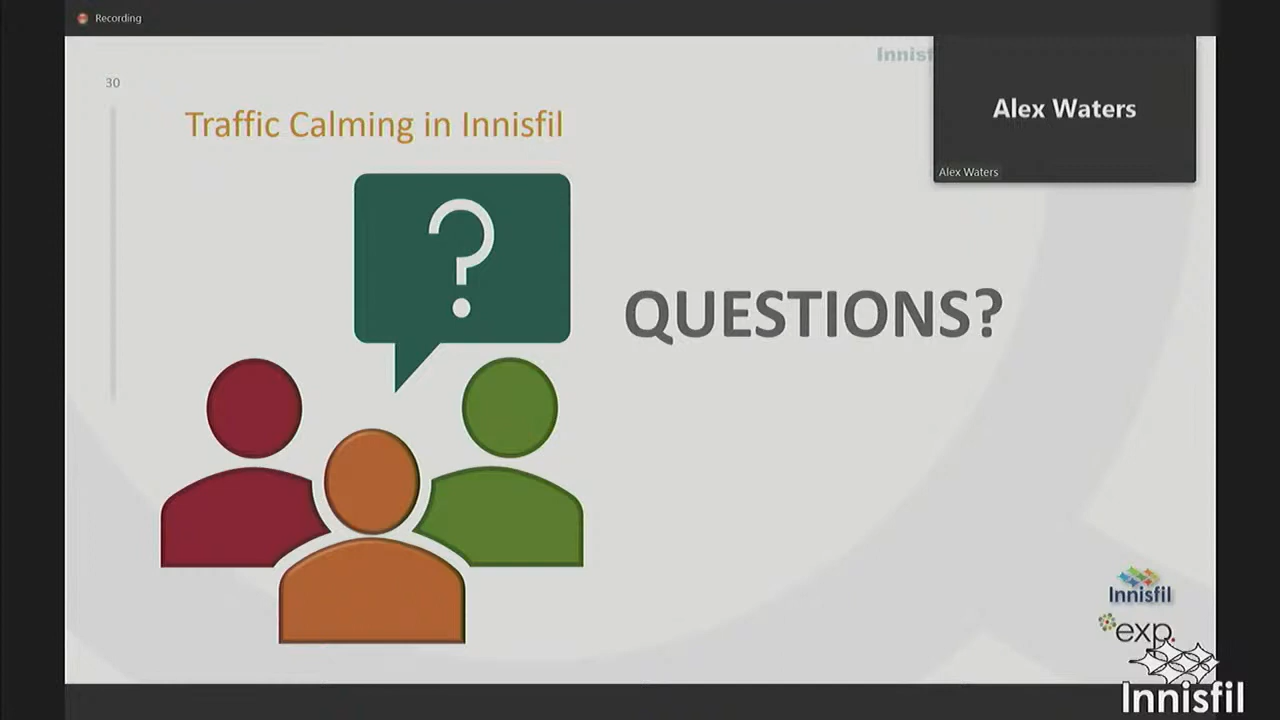 Recording
30
Traffic Calming in Innisfil
?
QUESTIONS?
Alex Waters
Alex Waters
Innisfil
exp.
Innisfil